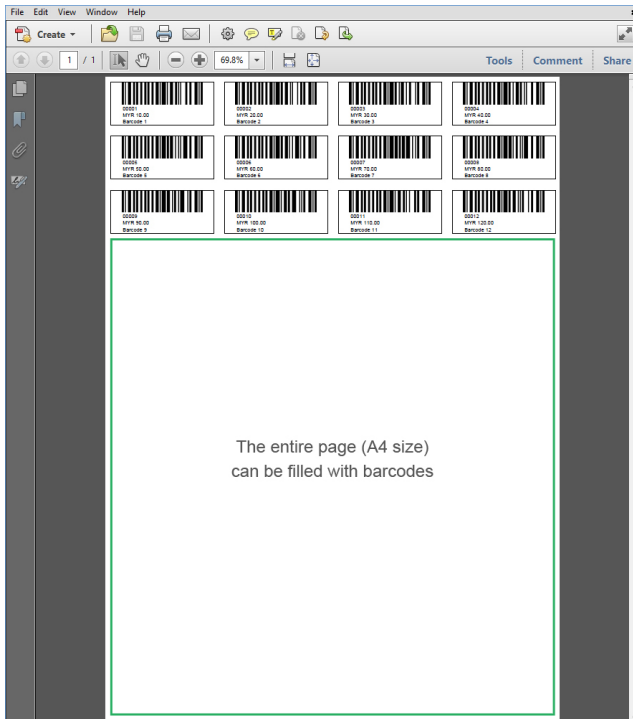 File Edit View Window Help
Create
1 / 1 69.8% Tools Comment Share
00001 00002 00003 00004
MYR 10.00 MYR 20.00 MYR 30.00 MYR 40.00
Barcode 1 Barcode 2 Barcode 3 Barcode 4
00005 00006 00007 00008
MYR 50.00 MYR 60.00 MYR 70.00 MYR 80.00
Barcode 5 Barcode 6 Barcode 7 Barcode 8
00009 00010 00011 00012
MYR 90.00 MYR 100.00 MYR 110.00 MYR 120.00
Barcode 9 Barcode 10 Barcode 11 Barcode 12
The entire page (A4 size)
can be filled with barcodes